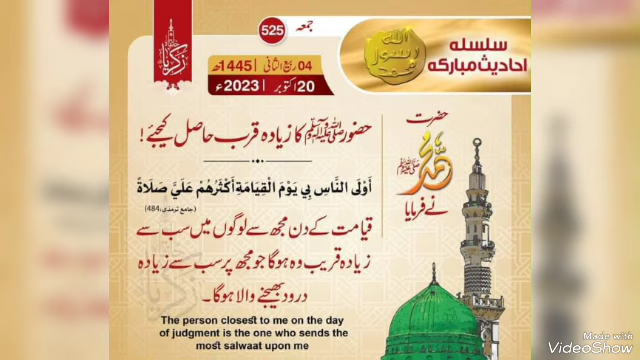 سلسلہ
احادیث مبارکہ
اللہ
رسول
محمد
جمعہ
525
04 ربیع الثانی | 1445ھ
20 اکتوبر | 2023ء
زکریا
حضور ﷺ کا زیادہ قرب حاصل کیجئے!
حضرت
محمد ﷺ
نے فرمایا
أَوْلَى النَّاسِ بِي يَوْمَ الْقِيَامَةِ أَكْثَرُهُمْ عَلَيَّ صَلَاةً
(جامع ترمذی، 484)
قیامت کے دن مجھ سے لوگوں میں سب سے
زیادہ قریب وہ ہوگا جو مجھ پر سب سے زیادہ
درود بھیجنے والا ہوگا۔
The person closest to me on the day
of judgment is the one who sends the
most salwaat upon me
Made with
VideoShow